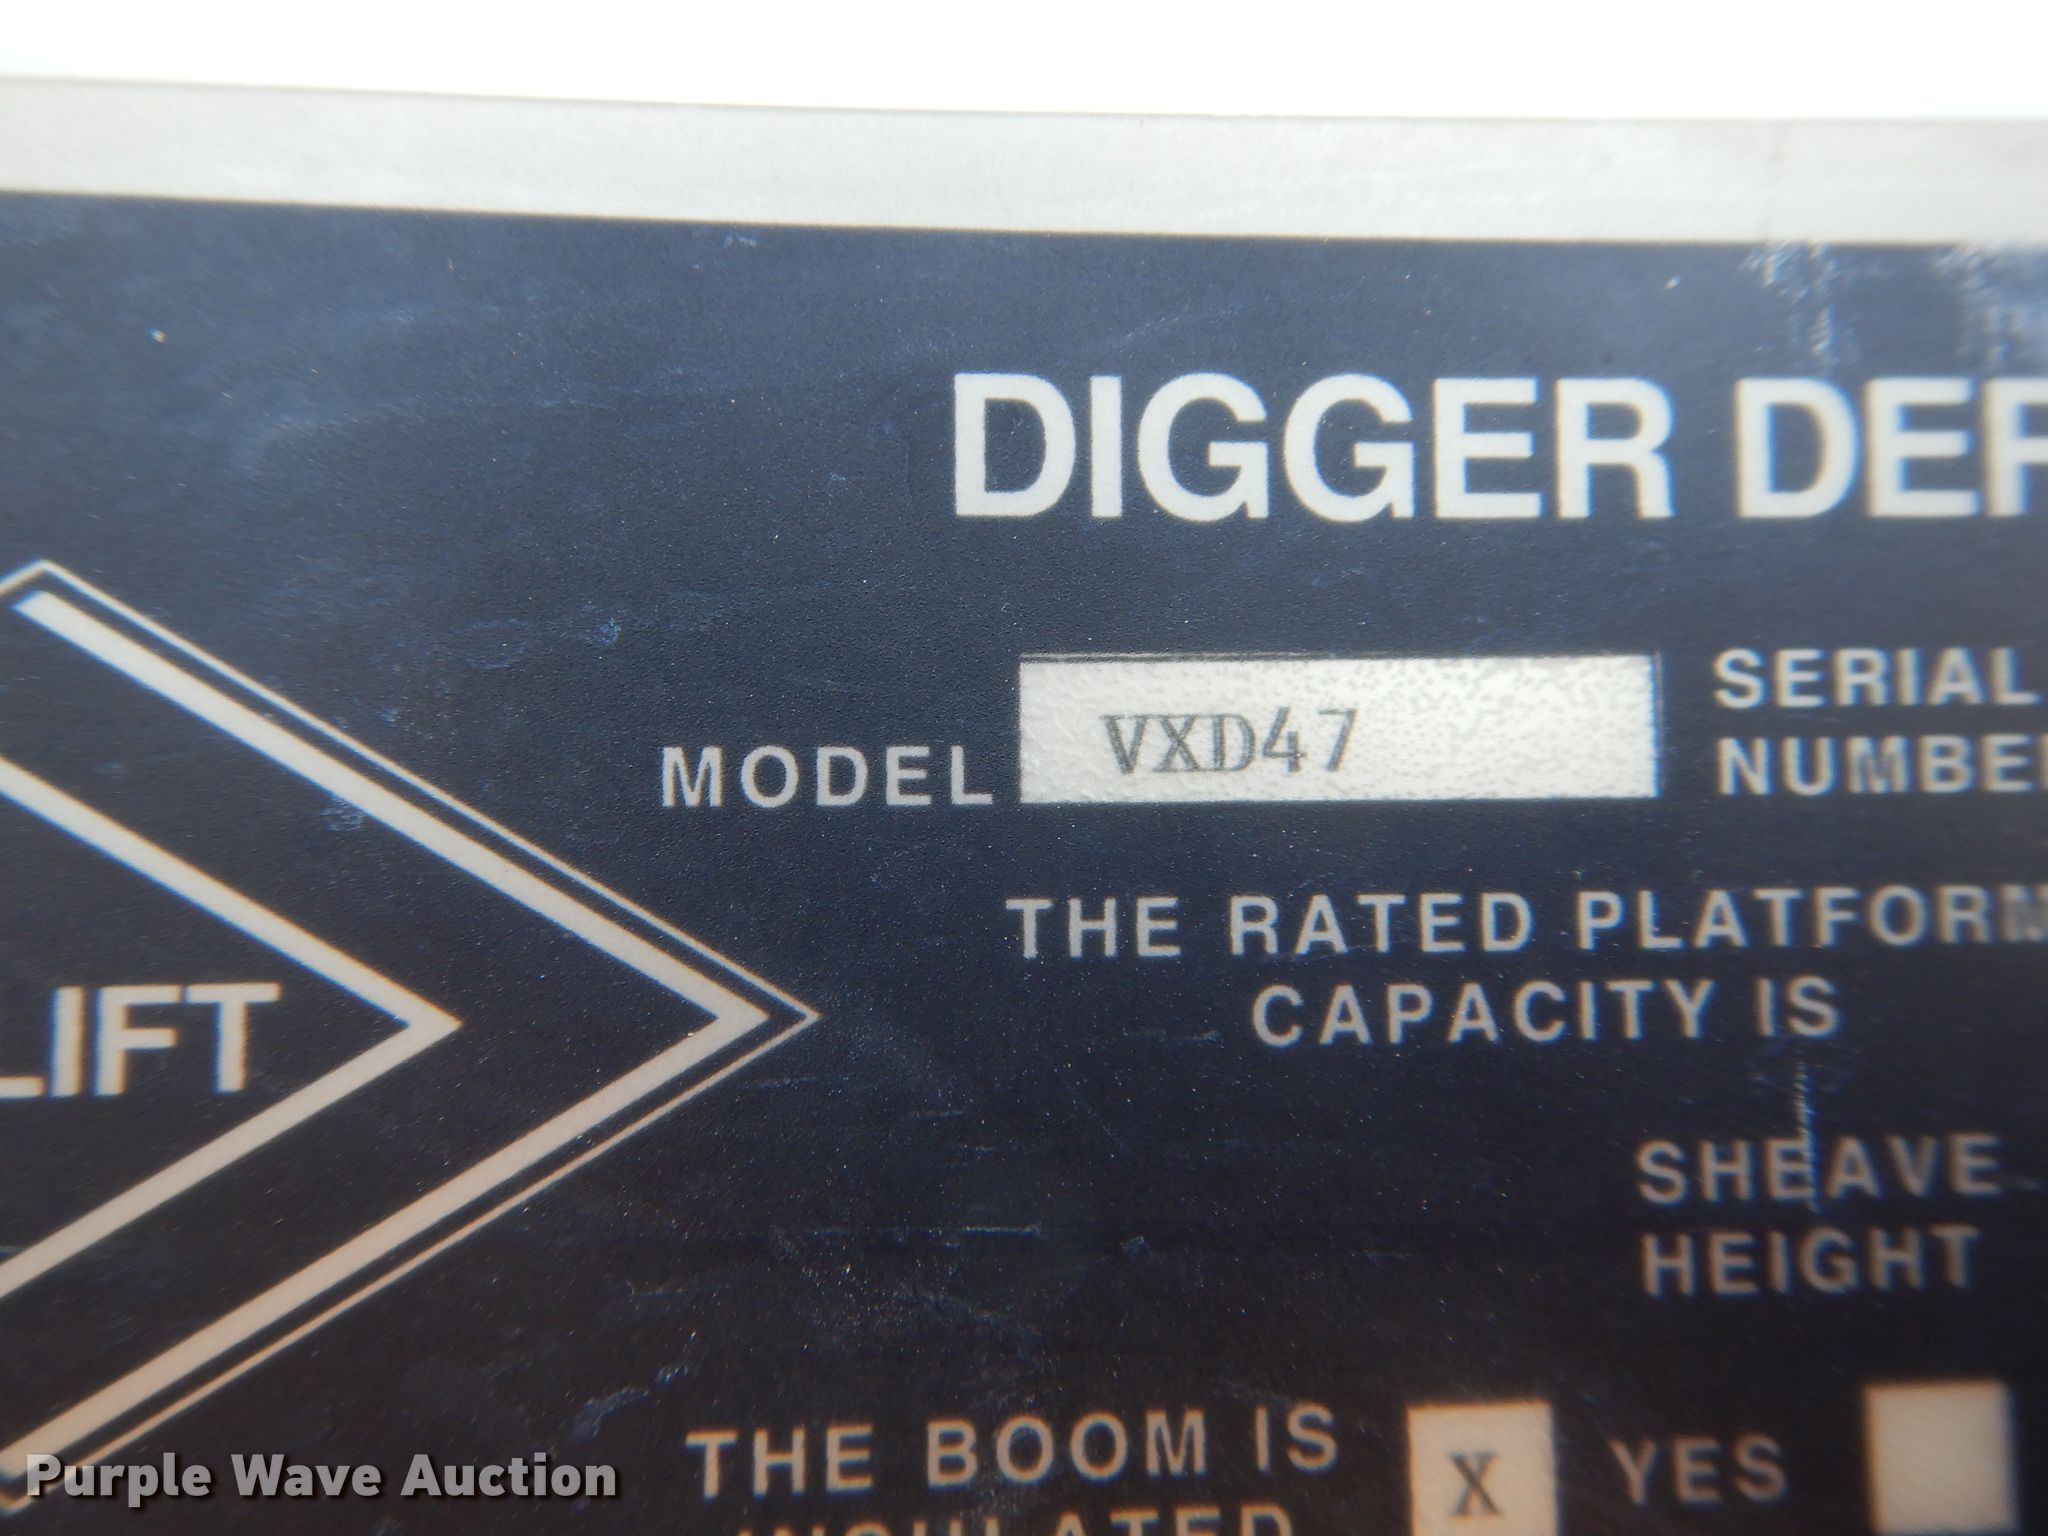 DIGGER DER
MODEL VXD47 SERIAL
NUMBE
THE RATED PLATFORM
CAPACITY IS
LIFT
SHEAVE
HEIGHT
THE BOOM IS X YES
INSULATED
Purple Wave Auction